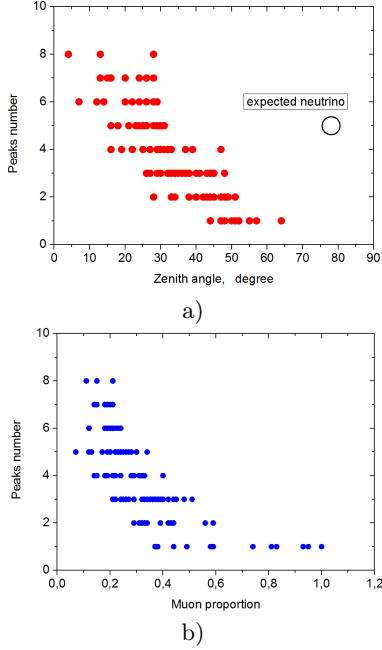 10
8
6
4
2
0
Peaks number
expected neutrino
0 10 20 30 40 50 60 70 80 90
Zenith angle, degree
a)
10
8
6
4
2
0
Peaks number
0,0 0,2 0,4 0,6 0,8 1,0 1,2
Muon proportion
b)